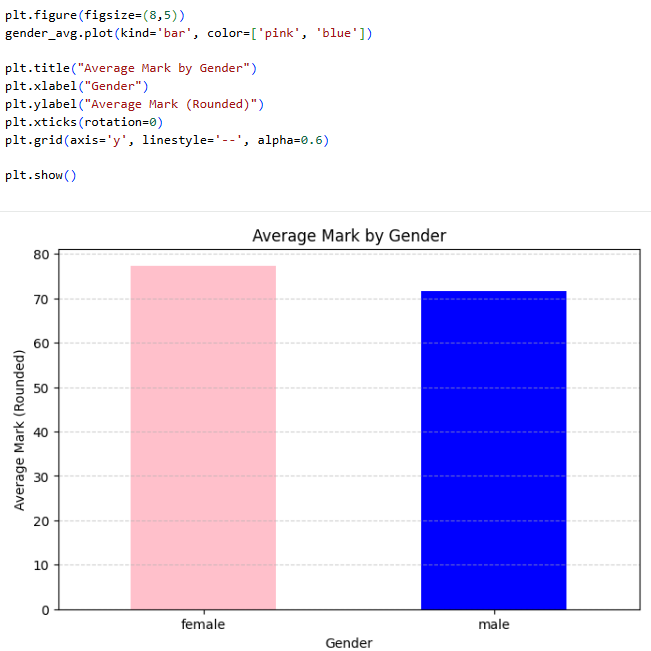 plt.figure(figsize=(8,5))
gender_avg.plot(kind='bar', color=['pink', 'blue'])
plt.title("Average Mark by Gender")
plt.xlabel("Gender")
plt.ylabel("Average Mark (Rounded)")
plt.xticks(rotation=0)
plt.grid(axis='y', linestyle='--', alpha=0.6)
plt.show()
Average Mark by Gender
Average Mark (Rounded)
80
70
60
50
40
30
20
10
0
female male
Gender